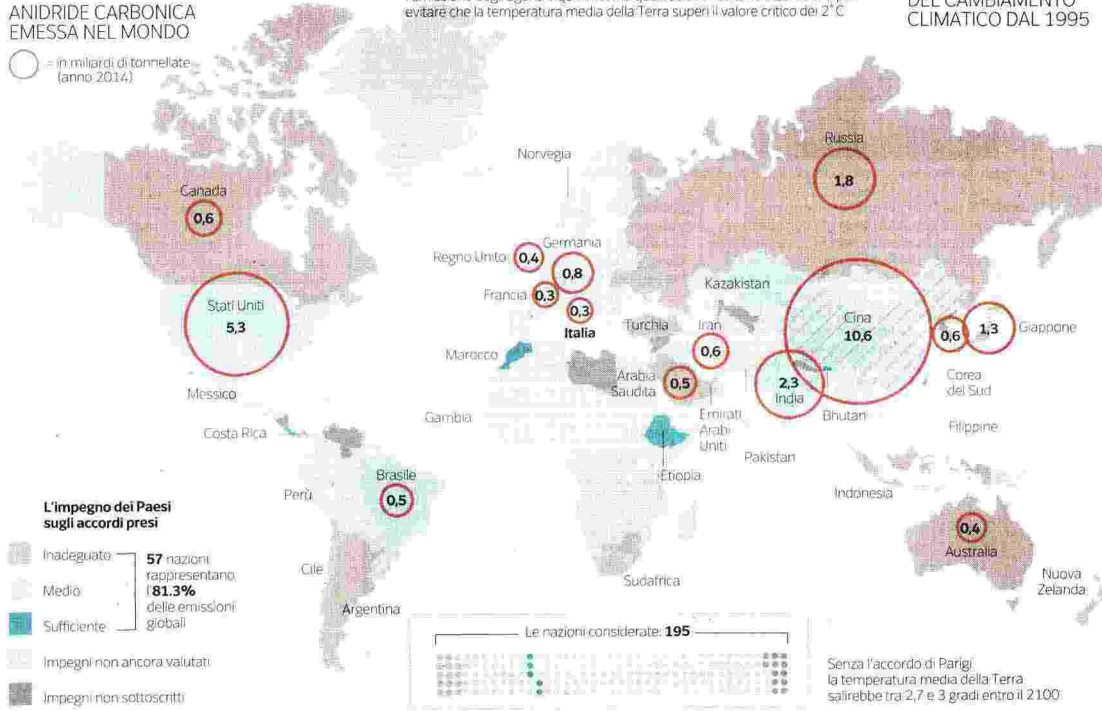 ANIDRIDE CARBONICA
EMESSA NEL MONDO
= in miliardi di tonnellate
(anno 2014)
evitare che la temperatura media della Terra superi il valore critico dei 2°C
DEL CAMBIAMENTO
CLIMATICO DAL 1995
Canada
0,6
Stati Uniti
5,3
Messico
Costa Rica
Perù
Brasile
0,5
Cile
Argentina
Norvegia
Regno Unito
0,4
Germania
0,8
Francia
0,3
0,3
Italia
Marocco
Gambia
Turchia
Iran
0,6
Arabia
Saudita
0,5
Emirati
Arabi
Uniti
Etiopia
Sudafrica
Russia
1,8
Kazakistan
Cina
10,6
2,3
India
Bhutan
Pakistan
0,6
Corea
del Sud
1,3
Giappone
Filippine
Indonesia
0,4
Australia
Nuova
Zelanda
L'impegno dei Paesi
sugli accordi presi
Inadeguato
Medio
Sufficiente
57 nazioni
rappresentano
l'81.3%
delle emissioni
globali
Impegni non ancora valutati
Impegni non sottoscritti
Le nazioni considerate: 195
Senza l'accordo di Parigi
la temperatura media della Terra
salirebbe tra 2,7 e 3 gradi entro il 2100